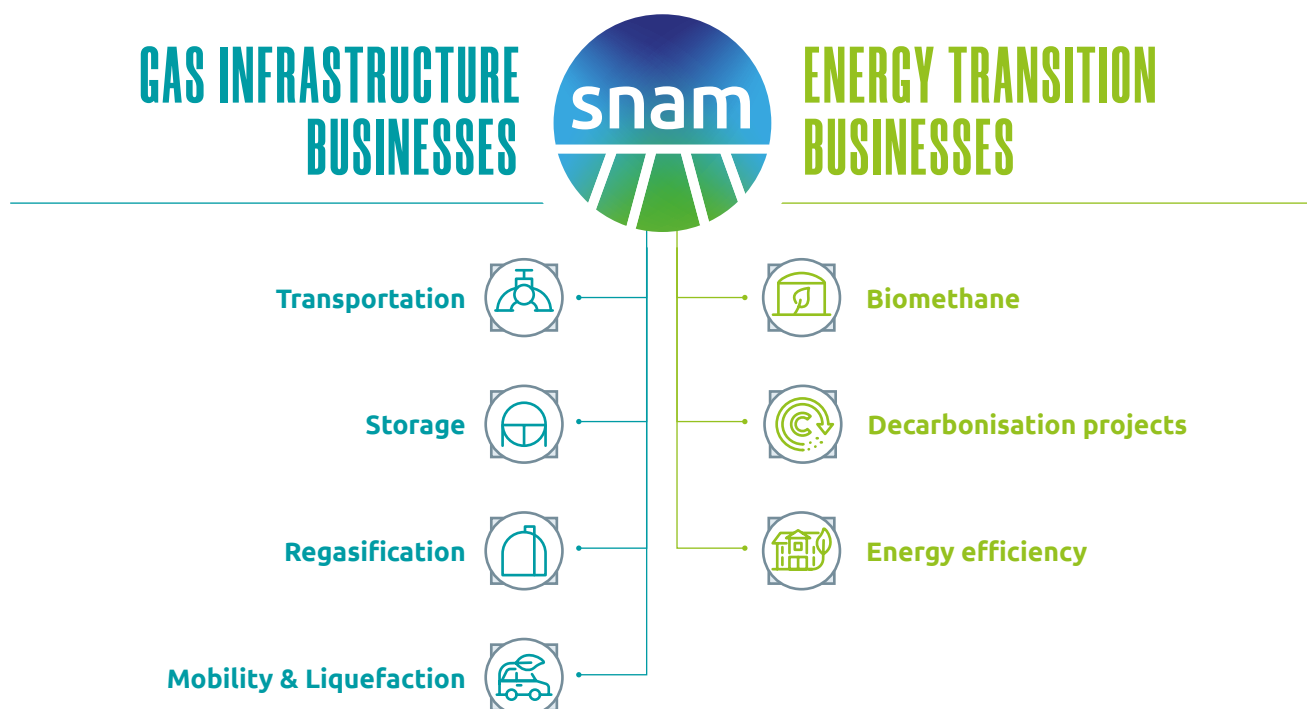 GAS INFRASTRUCTURE
BUSINESSES
snam
ENERGY TRANSITION
BUSINESSES
Transportation
Storage
Regasification
Mobility & Liquefaction
Biomethane
Decarbonisation projects
Energy efficiency